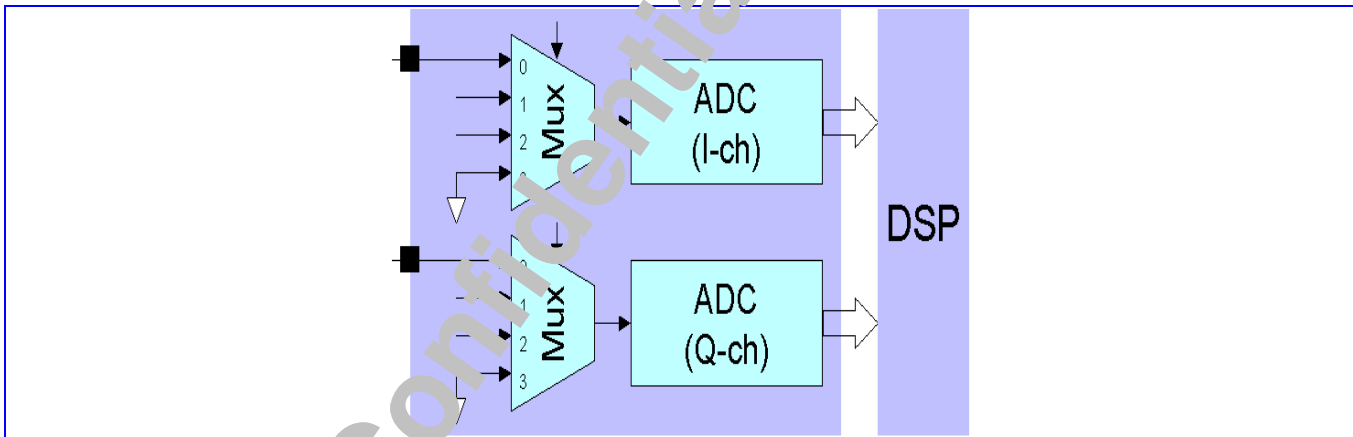 0
1
2
Mux
ADC
(I-ch)
DSP
1
2
3
Mux
ADC
(Q-ch)
Confidential